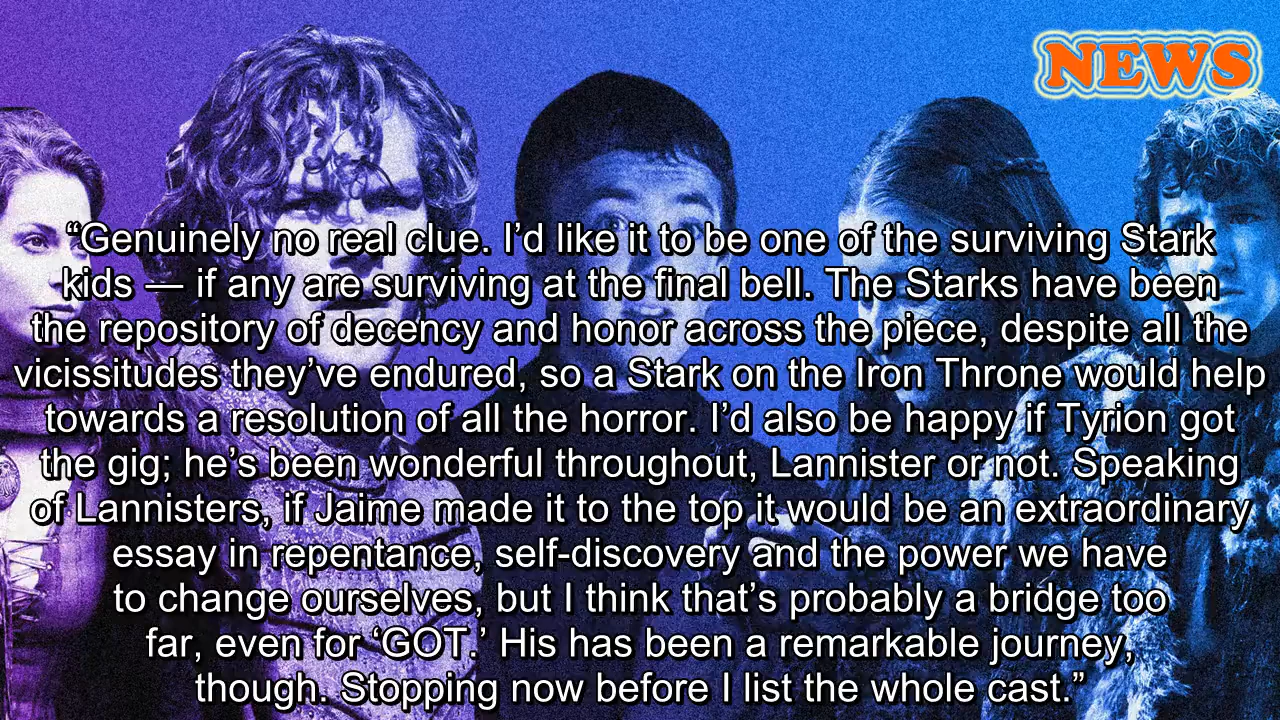 NEWS
“Genuinely no real clue. I’d like it to be one of the surviving Stark
kids — if any are surviving at the final bell. The Starks have been
the repository of decency and honor across the piece, despite all the
vicissitudes they’ve endured, so a Stark on the Iron Throne would help
towards a resolution of all the horror. I’d also be happy if Tyrion got
the gig; he’s been wonderful throughout, Lannister or not. Speaking
of Lannisters, if Jaime made it to the top it would be an extraordinary
essay in repentance, self-discovery and the power we have
to change ourselves, but I think that’s probably a bridge too
far, even for ‘GOT.’ His has been a remarkable journey,
though. Stopping now before I list the whole cast.”